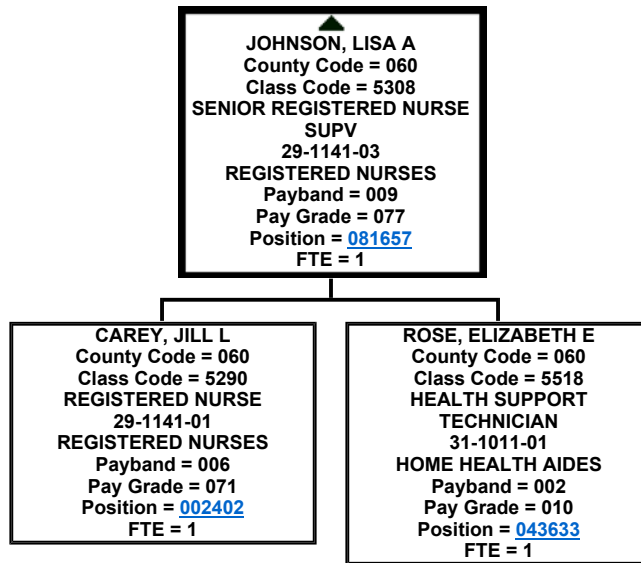 JOHNSON, LISA A
County Code = 060
Class Code = 5308
SENIOR REGISTERED NURSE
SUPV
29-1141-03
REGISTERED NURSES
Payband = 009
Pay Grade = 077
Position = 081657
FTE = 1
CAREY, JILL L
County Code = 060
Class Code = 5290
REGISTERED NURSE
29-1141-01
REGISTERED NURSES
Payband = 006
Pay Grade = 071
Position = 002402
FTE = 1
ROSE, ELIZABETH E
County Code = 060
Class Code = 5518
HEALTH SUPPORT
TECHNICIAN
31-1011-01
HOME HEALTH AIDES
Payband = 002
Pay Grade = 010
Position = 043633
FTE = 1